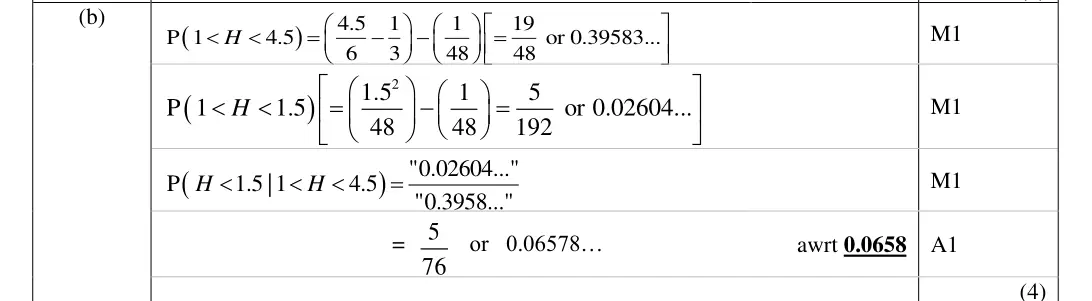 (b)
P(1 < H < 4.5) = (4.5/6 − 1/3) − (1/48) [= 19/48 or 0.39583...] M1
P(1 < H < 1.5) [= (1.5²/48) − (1/48) = 5/192 or 0.02604...] M1
P(H < 1.5 | 1 < H < 4.5) = "0.02604..."/"0.3958..." M1
= 5/76 or 0.06578… awrt 0.0658 A1
(4)